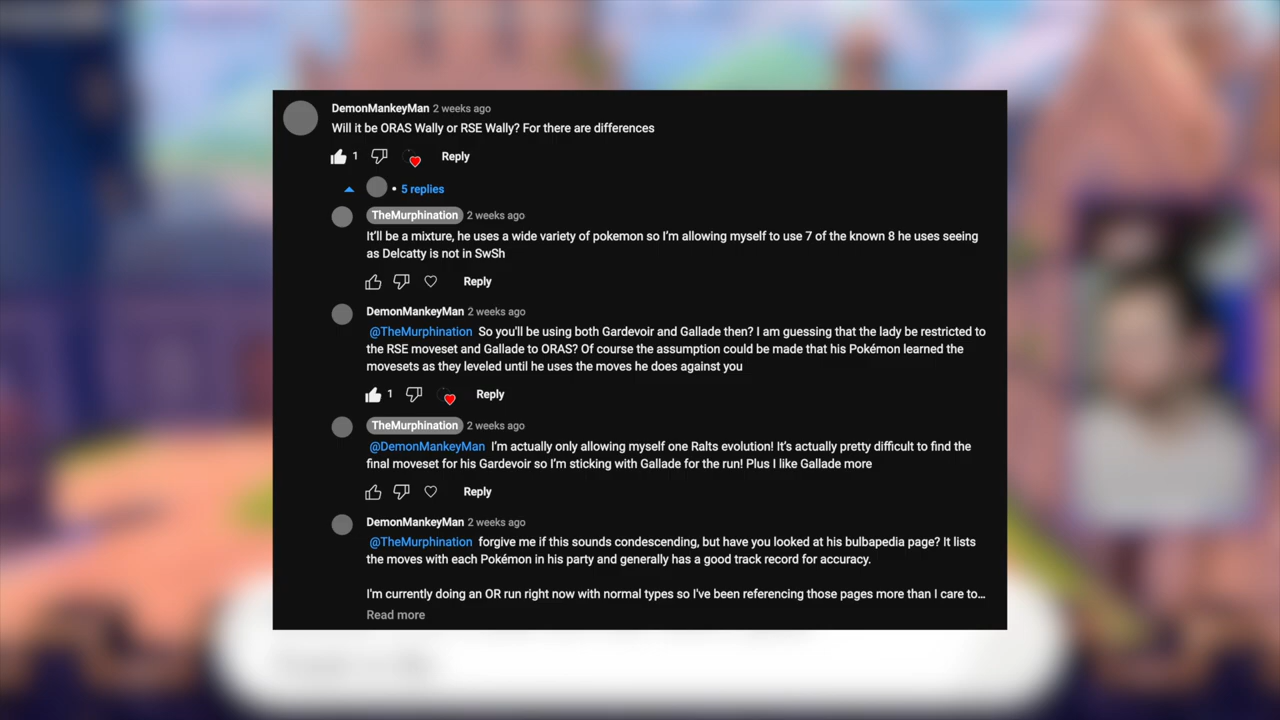 DemonMankeyMan 2 weeks ago
Will it be ORAS Wally or RSE Wally? For there are differences
1 Reply
• 5 replies
TheMurphination 2 weeks ago
It'll be a mixture, he uses a wide variety of pokemon so I'm allowing myself to use 7 of the known 8 he uses seeing
as Delcatty is not in SwSh
Reply
DemonMankeyMan 2 weeks ago
@TheMurphination So you'll be using both Gardevoir and Gallade then? I am guessing that the lady be restricted to
the RSE moveset and Gallade to ORAS? Of course the assumption could be made that his Pokémon learned the
movesets as they leveled until he uses the moves he does against you
1 Reply
TheMurphination 2 weeks ago
@DemonMankeyMan I'm actually only allowing myself one Ralts evolution! It's actually pretty difficult to find the
final moveset for his Gardevoir so I'm sticking with Gallade for the run! Plus I like Gallade more
Reply
DemonMankeyMan 2 weeks ago
@TheMurphination forgive me if this sounds condescending, but have you looked at his bulbapedia page? It lists
the moves with each Pokémon in his party and generally has a good track record for accuracy.
I'm currently doing an OR run right now with normal types so I've been referencing those pages more than I care to...
Read more